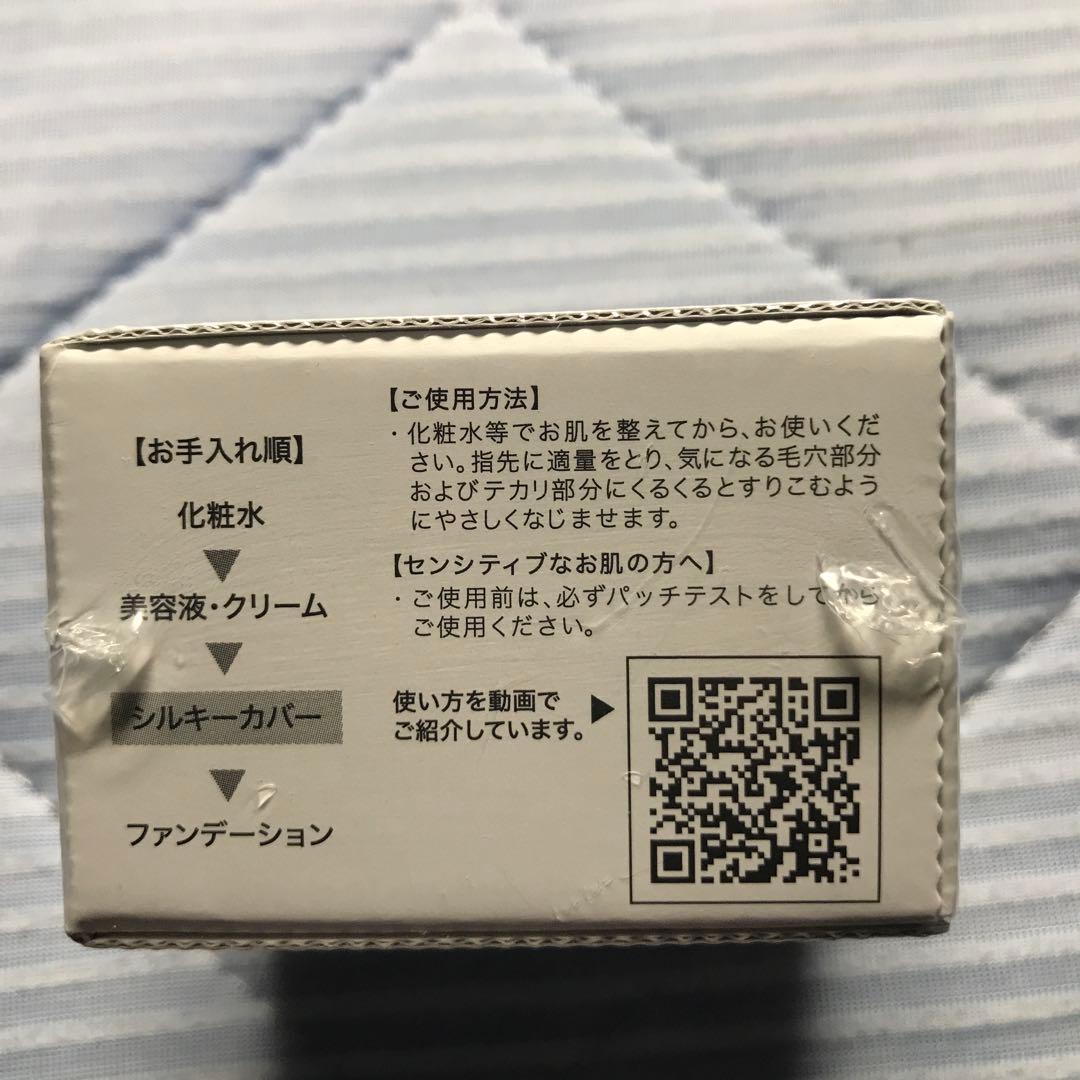 【お手入れ順】
化粧水
▼
美容液・クリーム
▼
シルキーカバー
▼
ファンデーション
【ご使用方法】
・化粧水等でお肌を整えてから、お使いくだ
さい。指先に適量をとり、気になる毛穴部分
およびテカリ部分にくるくるとすりこむよう
にやさしくなじませます。
【センシティブなお肌の方へ】
・ご使用前は、必ずパッチテストをしてから
ご使用ください。
使い方を動画で
ご紹介しています。▶